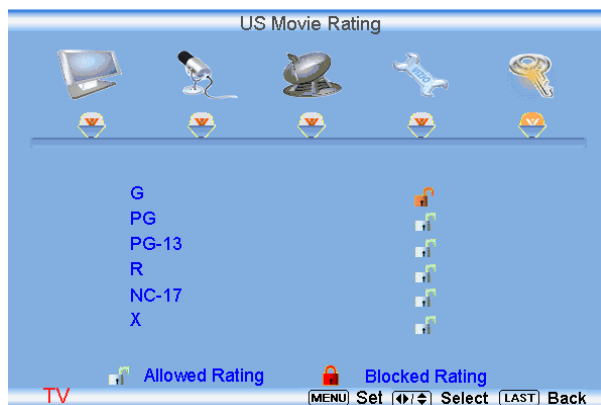 US Movie Rating
G
PG
PG-13
R
NC-17
X
Allowed Rating Blocked Rating
TV MENU Set / Select LAST Back